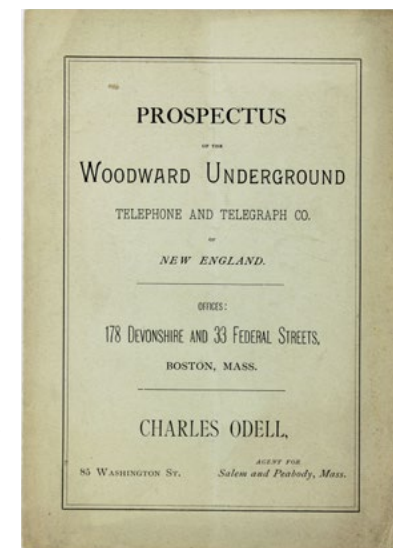 PROSPECTUS
OF THE
WOODWARD UNDERGROUND
TELEPHONE AND TELEGRAPH CO.
OF
NEW ENGLAND.
OFFICES:
178 DEVONSHIRE AND 33 FEDERAL STREETS,
BOSTON, MASS.
CHARLES ODELL,
AGENT FOR
85 WASHINGTON ST. Salem and Peabody, Mass.